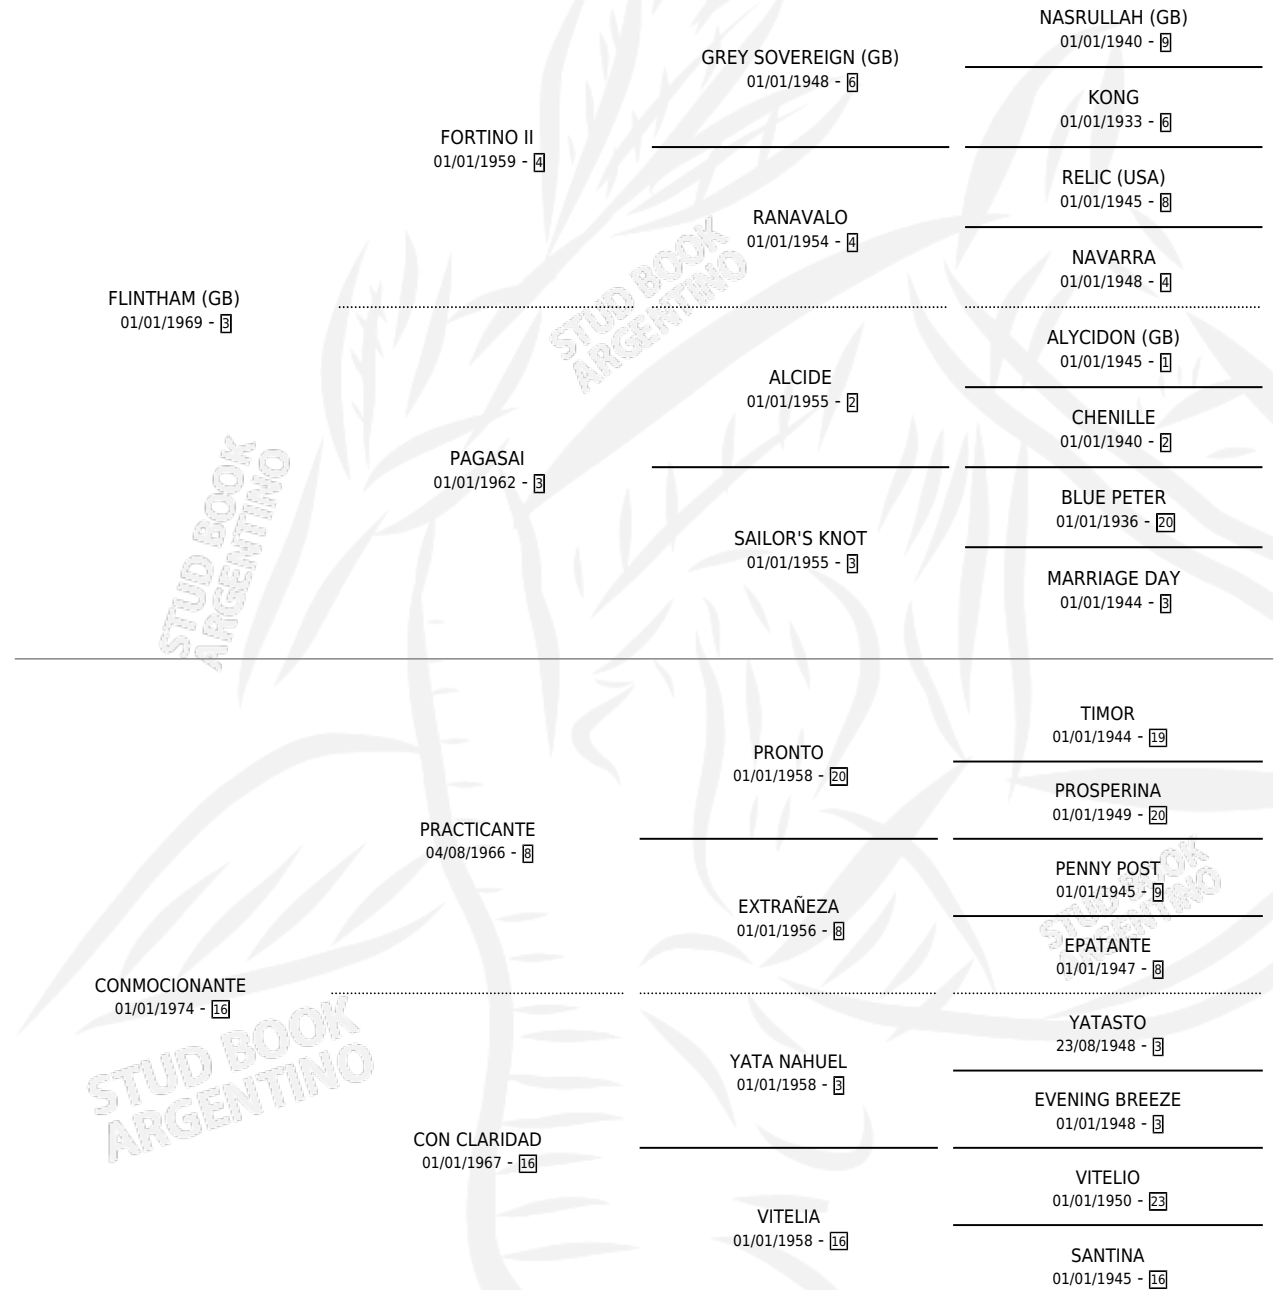 NASRULLAH (GB)
01/01/1940 - 9
GREY SOVEREIGN (GB)
01/01/1948 - 6
KONG
01/01/1933 - 6
FORTINO II
01/01/1959 - 4
RELIC (USA)
01/01/1945 - 8
RANAVALO
01/01/1954 - 4
NAVARRA
01/01/1948 - 4
FLINTHAM (GB)
01/01/1969 - 3
ALYCIDON (GB)
01/01/1945 - 1
ALCIDE
01/01/1955 - 2
CHENILLE
01/01/1940 - 2
PAGASAI
01/01/1962 - 3
BLUE PETER
01/01/1936 - 20
SAILOR'S KNOT
01/01/1955 - 3
MARRIAGE DAY
01/01/1944 - 3
STUD BOOK
ARGENTINO
STUD BOOK
ARGENTINO
TIMOR
01/01/1944 - 19
PRONTO
01/01/1958 - 20
PROSPERINA
01/01/1949 - 20
PRACTICANTE
04/08/1966 - 8
PENNY POST
01/01/1945 - 9
EXTRAÑEZA
01/01/1956 - 8
EPATANTE
01/01/1947 - 8
STUD BOOK
ARGENTINO
CONMOCIONANTE
01/01/1974 - 16
YATASTO
23/08/1948 - 3
YATA NAHUEL
01/01/1958 - 3
EVENING BREEZE
01/01/1948 - 3
CON CLARIDAD
01/01/1967 - 16
VITELIO
01/01/1950 - 23
VITELIA
01/01/1958 - 16
SANTINA
01/01/1945 - 16
STUD BOOK
ARGENTINO